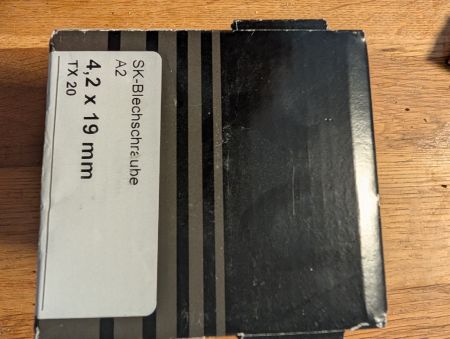 SK-Blechschraube
A2
4,2 x 19 mm
TX 20